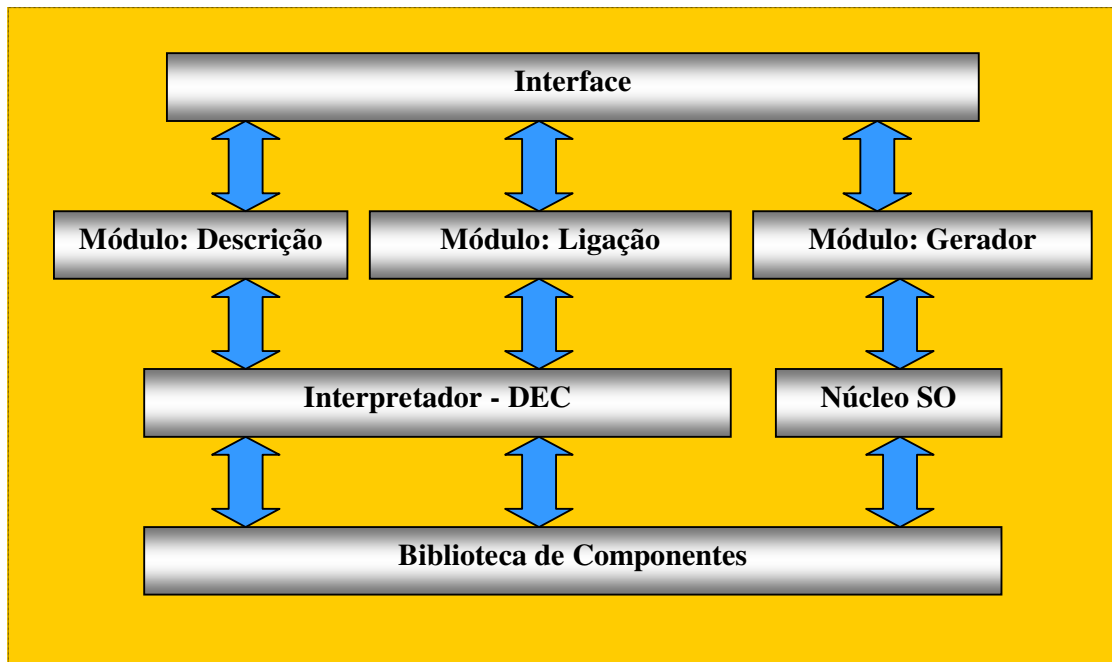 Interface
Módulo: Descrição
Módulo: Ligação
Módulo: Gerador
Interpretador - DEC
Núcleo SO
Biblioteca de Componentes